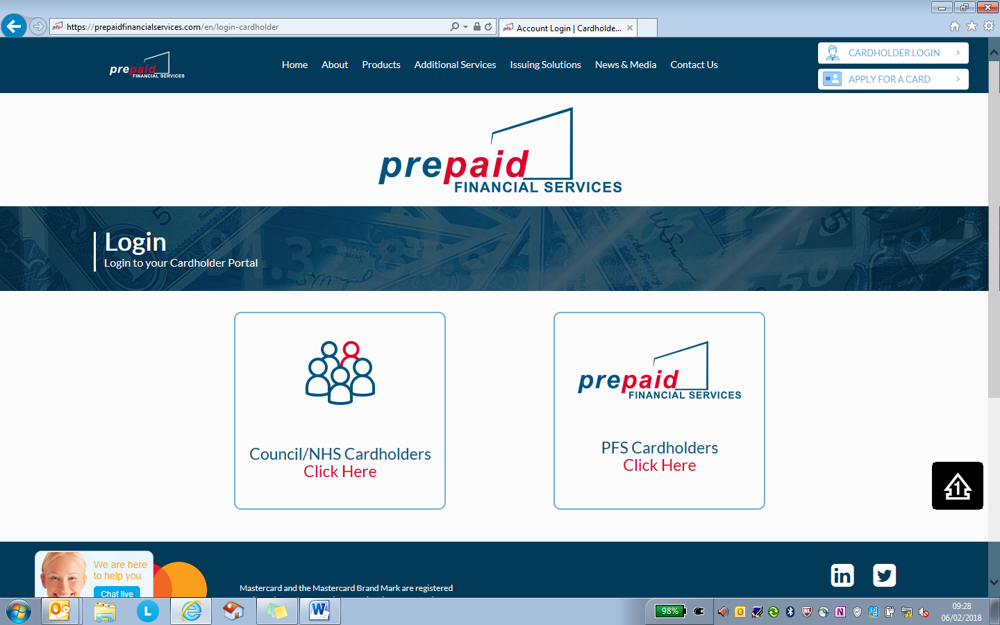 https://prepaidfinancialservices.com/en/login-cardholder
Account Login | Cardholde...
prepaid
FINANCIAL SERVICES
Home
About
Products
Additional Services
Issuing Solutions
News & Media
Contact Us
CARDHOLDER LOGIN
APPLY FOR A CARD
prepaid
FINANCIAL SERVICES
Login
Login to your Cardholder Portal
Council/NHS Cardholders
Click Here
prepaid
FINANCIAL SERVICES
PFS Cardholders
Click Here
1
We are here
to help you
Chat live
Mastercard and the Mastercard Brand Mark are registered
in
L
W
98%
09:28
06/02/2018